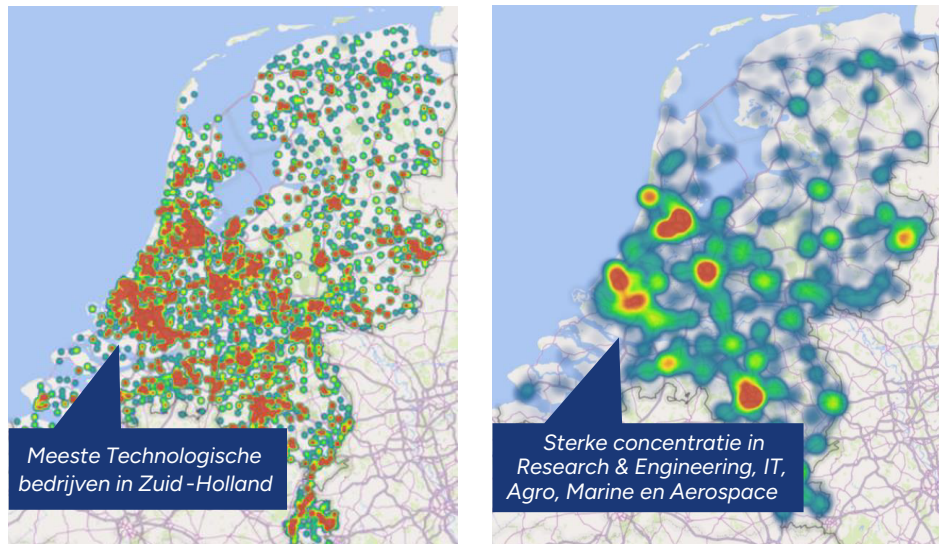 Meeste Technologische
bedrijven in Zuid-Holland
Sterke concentratie in
Research & Engineering, IT,
Agro, Marine en Aerospace